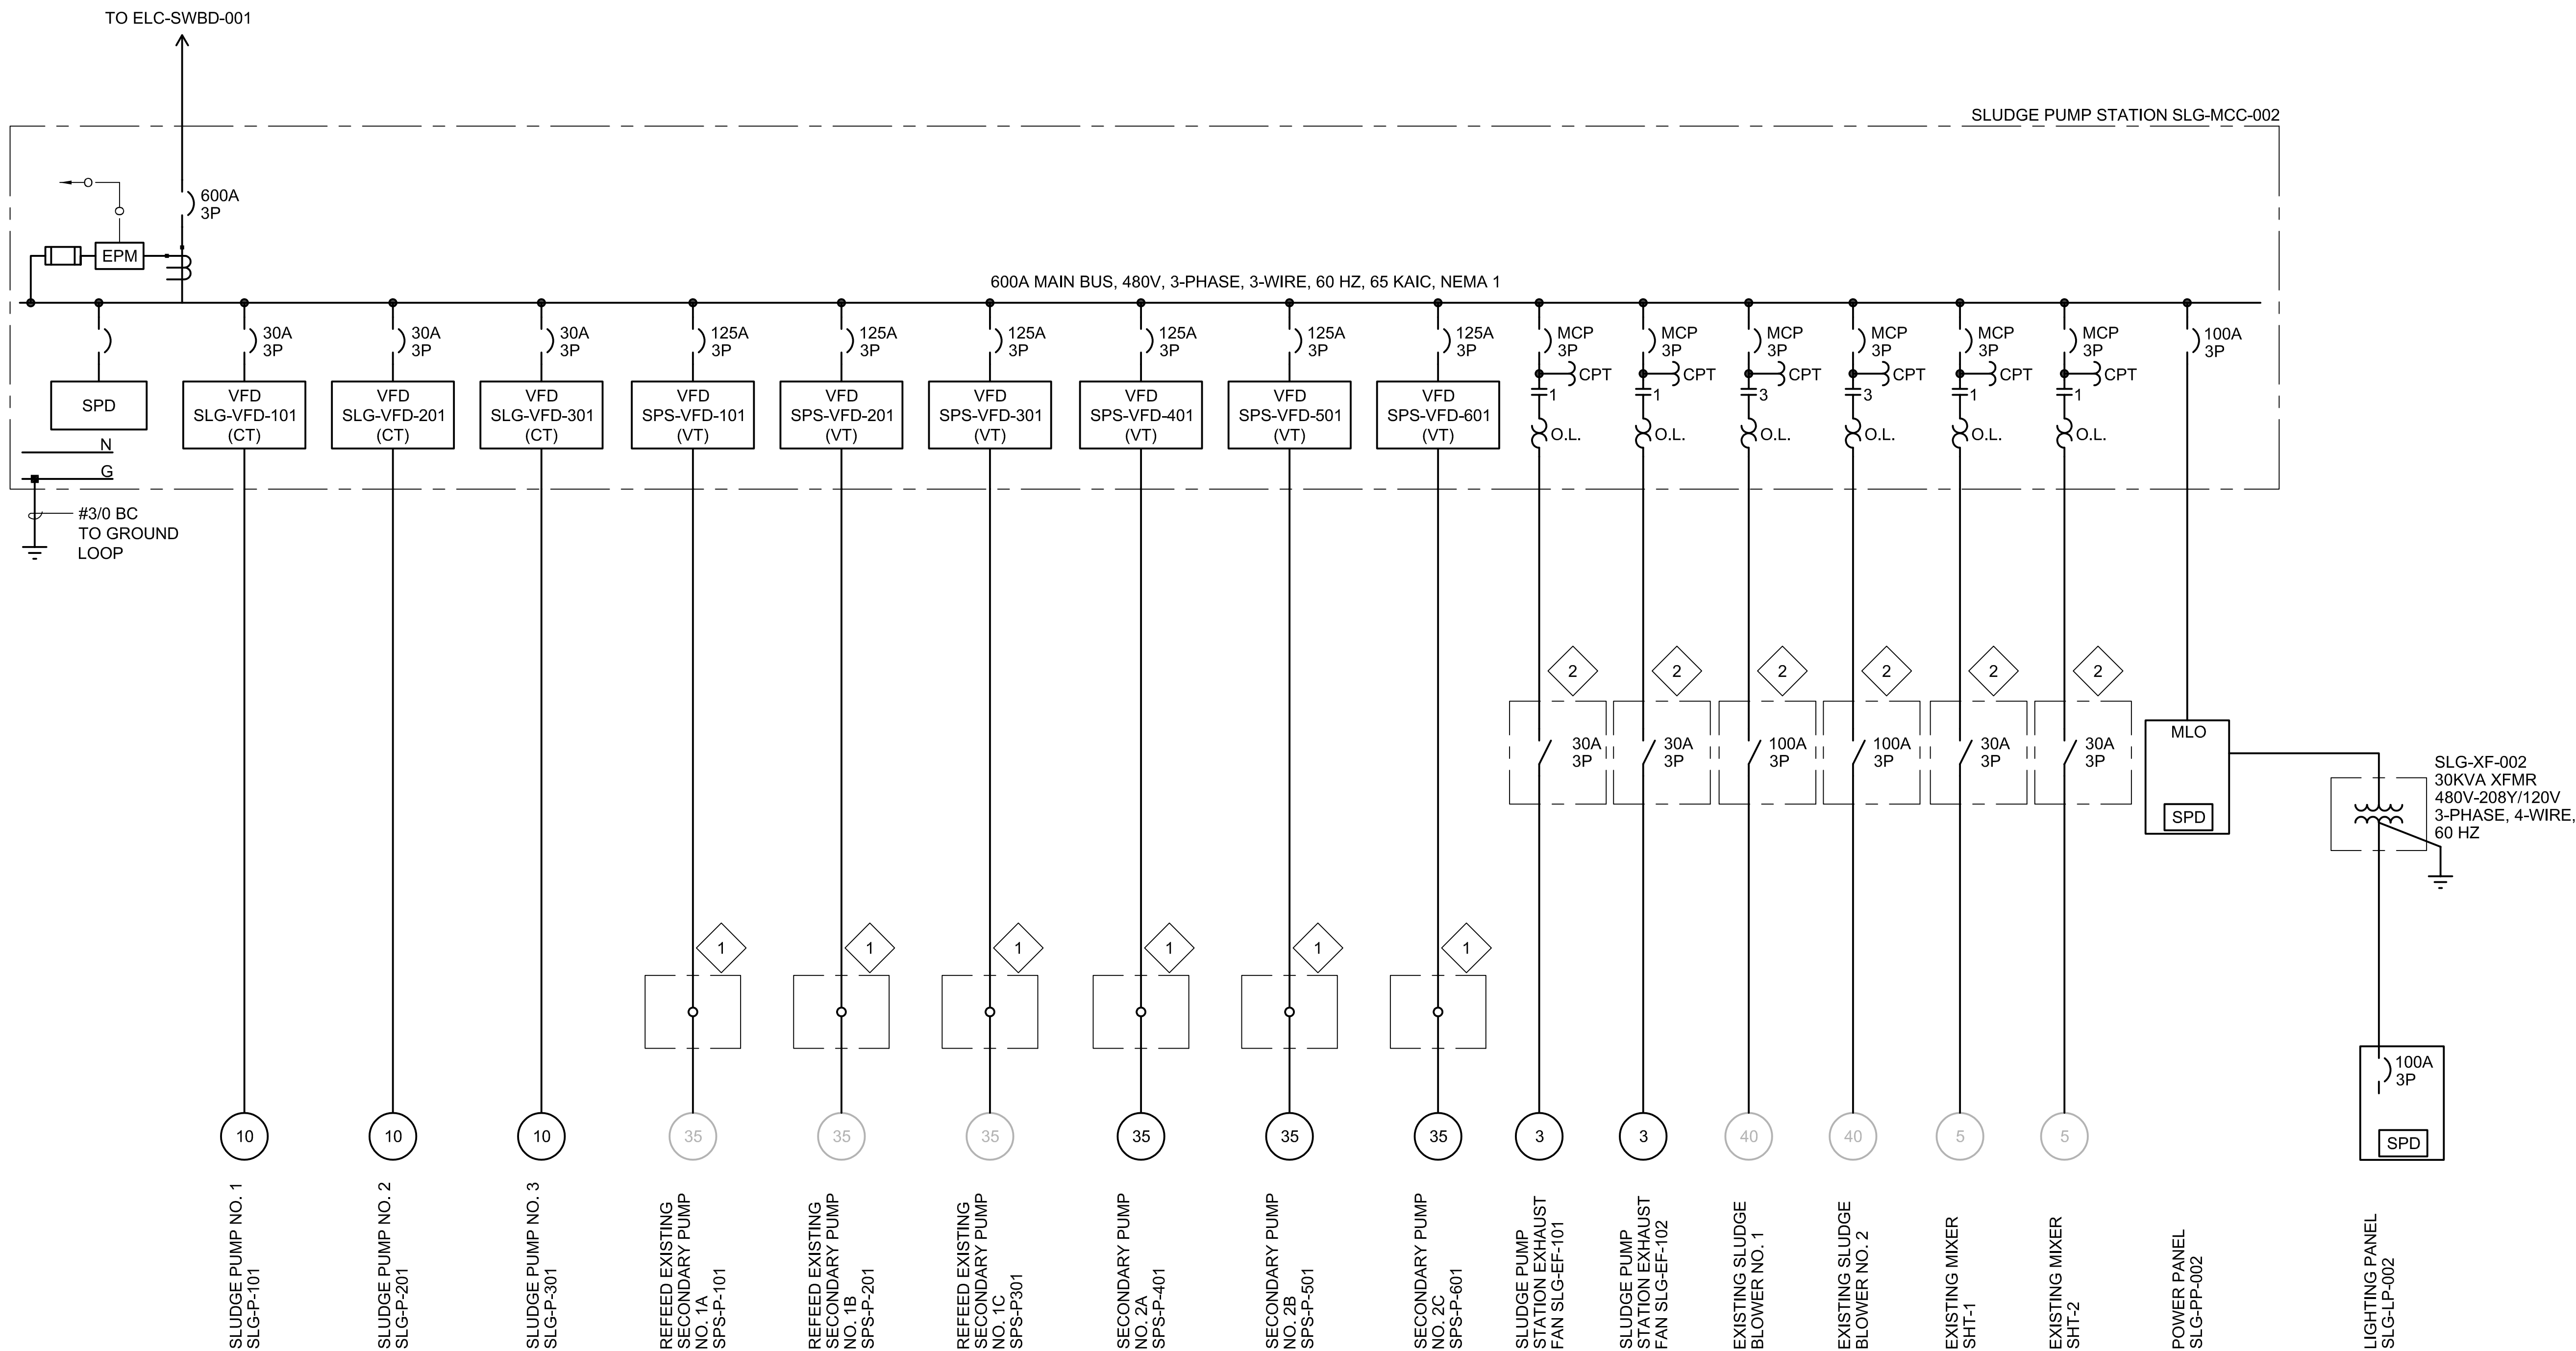 TO ELC-SWBD-001
SLUDGE PUMP STATION SLG-MCC-002
600A
3P
EPM
600A MAIN BUS, 480V, 3-PHASE, 3-WIRE, 60 HZ, 65 KAIC, NEMA 1
30A
3P
30A
3P
30A
3P
125A
3P
125A
3P
125A
3P
125A
3P
125A
3P
125A
3P
MCP
3P
MCP
3P
MCP
3P
MCP
3P
MCP
3P
MCP
3P
100A
3P
CPT
CPT
CPT
CPT
CPT
CPT
1
1
3
3
1
1
O.L.
O.L.
O.L.
O.L.
O.L.
O.L.
SPD
VFD
SLG-VFD-101
(CT)
VFD
SLG-VFD-201
(CT)
VFD
SLG-VFD-301
(CT)
VFD
SPS-VFD-101
(VT)
VFD
SPS-VFD-201
(VT)
VFD
SPS-VFD-301
(VT)
VFD
SPS-VFD-401
(VT)
VFD
SPS-VFD-501
(VT)
VFD
SPS-VFD-601
(VT)
N
G
#3/0 BC
TO GROUND
LOOP
2
2
2
2
2
2
30A
3P
30A
3P
100A
3P
100A
3P
30A
3P
30A
3P
MLO
SPD
SLG-XF-002
30KVA XFMR
480V-208Y/120V
3-PHASE, 4-WIRE,
60 HZ
1
1
1
1
1
1
100A
3P
SPD
10
10
10
35
35
35
35
35
35
3
3
40
40
5
5
SLUDGE PUMP NO. 1
SLG-P-101
SLUDGE PUMP NO. 2
SLG-P-201
SLUDGE PUMP NO. 3
SLG-P-301
REFEED EXISTING
SECONDARY PUMP
NO. 1A
SPS-P-101
REFEED EXISTING
SECONDARY PUMP
NO. 1B
SPS-P-201
REFEED EXISTING
SECONDARY PUMP
NO. 1C
SPS-P301
SECONDARY PUMP
NO. 2A
SPS-P-401
SECONDARY PUMP
NO. 2B
SPS-P-501
SECONDARY PUMP
NO. 2C
SPS-P-601
SLUDGE PUMP
STATION EXHAUST
FAN SLG-EF-101
SLUDGE PUMP
STATION EXHAUST
FAN SLG-EF-102
EXISTING SLUDGE
BLOWER NO. 1
EXISTING SLUDGE
BLOWER NO. 2
EXISTING MIXER
SHT-1
EXISTING MIXER
SHT-2
POWER PANEL
SLG-PP-002
LIGHTING PANEL
SLG-LP-002